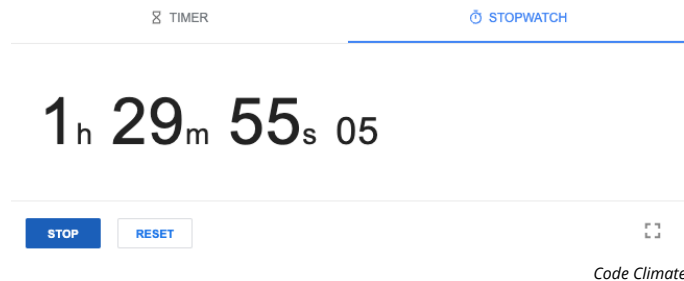 TIMER STOPWATCH
1h 29m 55s 05
STOP RESET
Code Climate